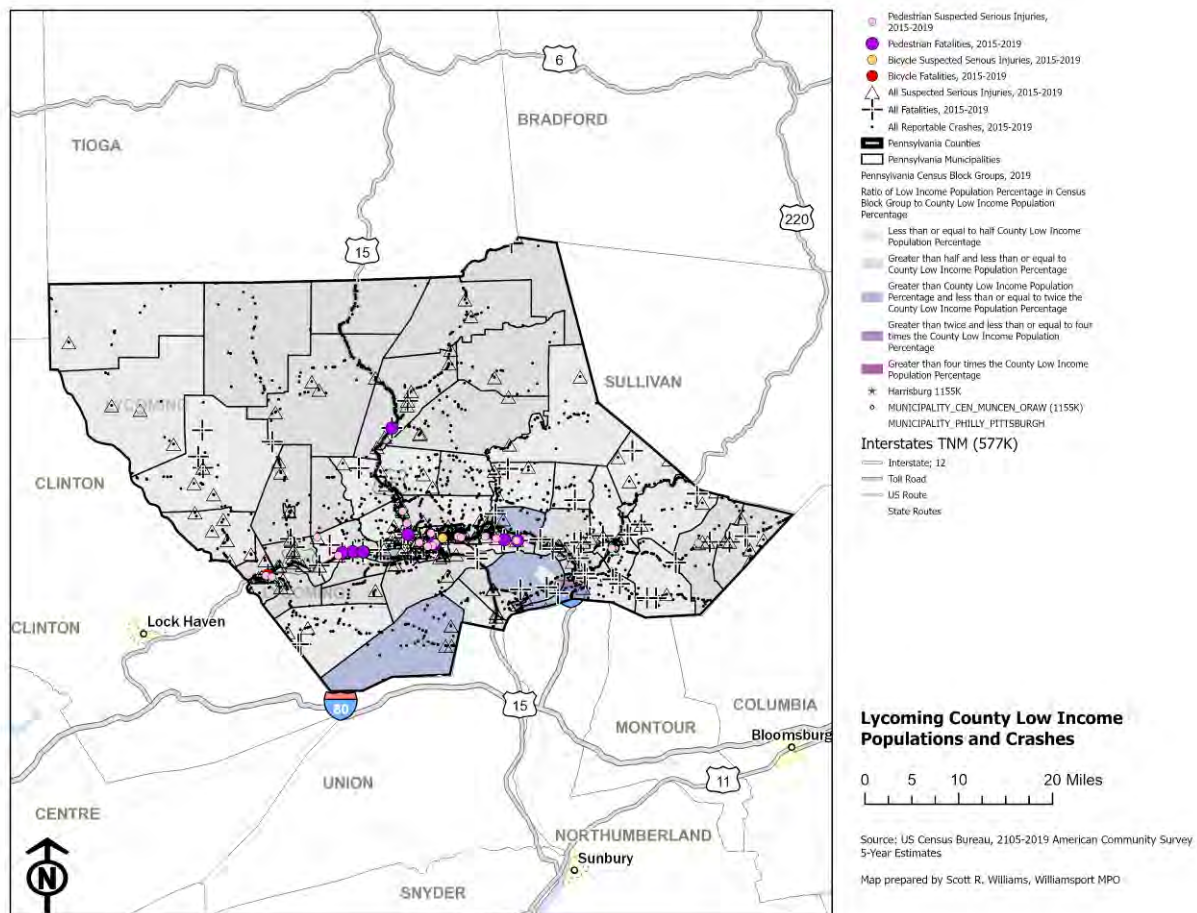 6
BRADFORD
TIOGA
220
15
SULLIVAN
CLINTON
CLINTON
Lock Haven
80
15
COLUMBIA
MONTOUR
Bloomsburg
11
UNION
CENTRE
NORTHUMBERLAND
Sunbury
SNYDER
N
Pedestrian Suspected Serious Injuries,
2015-2019
Pedestrian Fatalities, 2015-2019
Bicycle Suspected Serious Injuries, 2015-2019
Bicycle Fatalities, 2015-2019
All Suspected Serious Injuries, 2015-2019
All Fatalities, 2015-2019
All Reportable Crashes, 2015-2019
Pennsylvania Counties
Pennsylvania Municipalities
Pennsylvania Census Block Groups, 2019
Ratio of Low Income Population Percentage in Census
Block Group to County Low Income Population
Percentage
Less than or equal to half County Low Income
Population Percentage
Greater than half and less than or equal to
County Low Income Population Percentage
Greater than County Low Income Population
Percentage and less than or equal to twice the
County Low Income Population Percentage
Greater than twice and less than or equal to four
times the County Low Income Population
Percentage
Greater than four times the County Low Income
Population Percentage
Harrisburg 1155K
MUNICIPALITY_CEN_MUNCEN_ORAW (1155K)
MUNICIPALITY_PHILLY_PITTSBURGH
Interstates TNM (577K)
Interstate; 12
Toll Road
US Route
State Routes
Lycoming County Low Income
Populations and Crashes
0 5 10 20 Miles
Source: US Census Bureau, 2105-2019 American Community Survey
5-Year Estimates
Map prepared by Scott R. Williams, Williamsport MPO